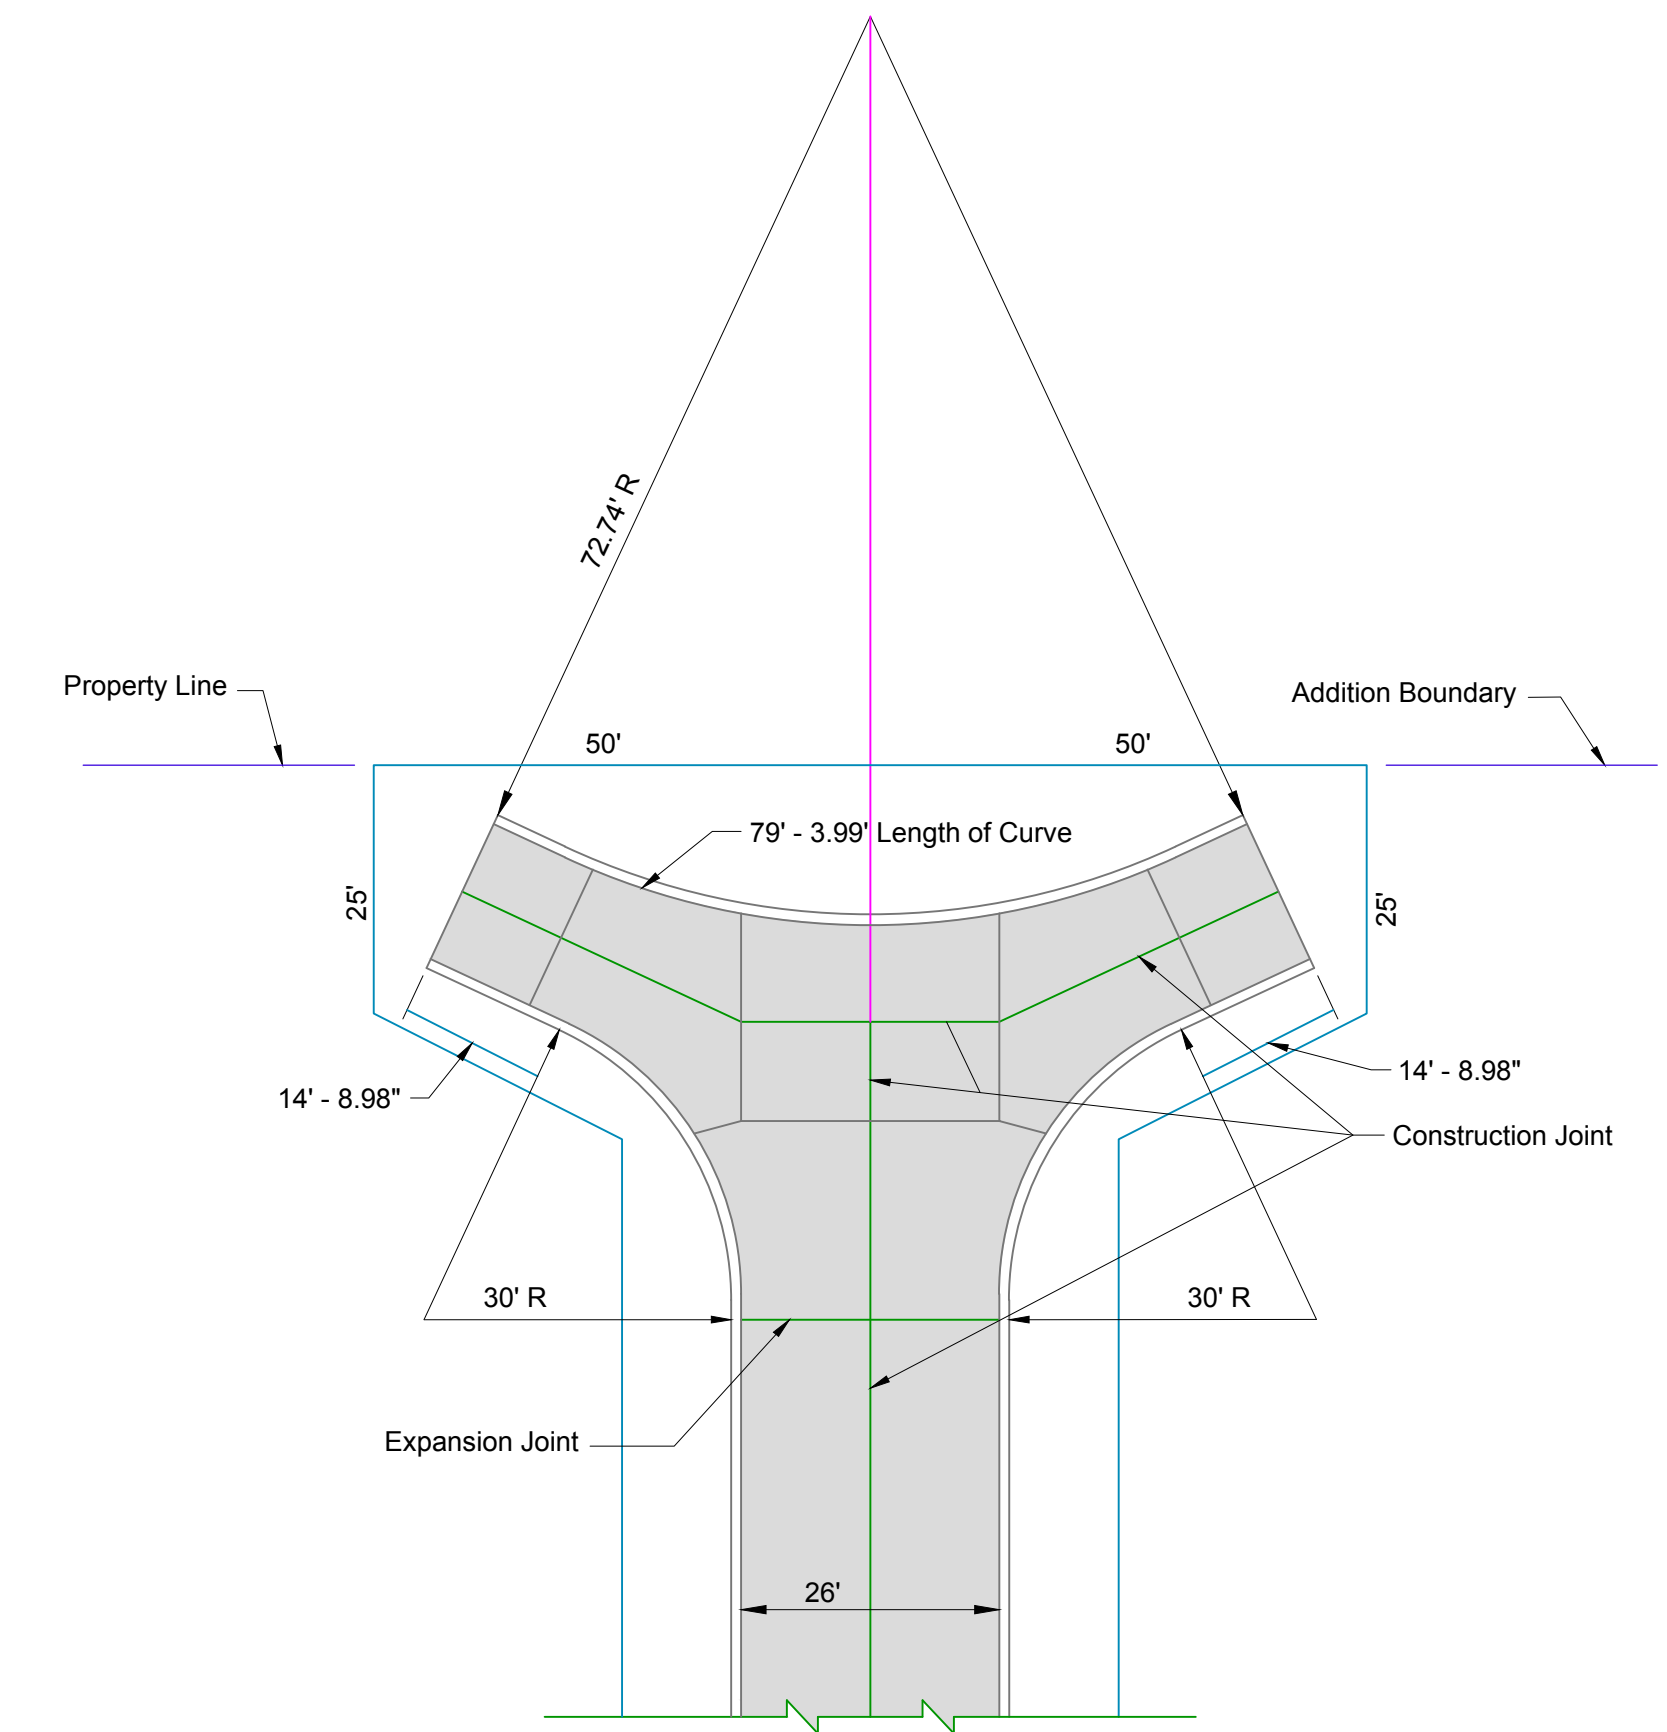 72.74' R
Property Line
Addition Boundary
50'
50'
79' - 3.99' Length of Curve
25'
25'
14' - 8.98"
14' - 8.98"
Construction Joint
30' R
30' R
Expansion Joint
26'